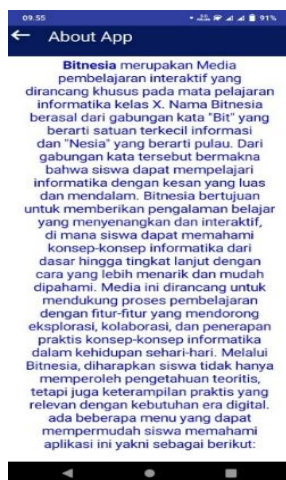 09.55
91%
About App
Bitnesia merupakan Media
pembelajaran interaktif yang
dirancang khusus pada mata pelajaran
informatika kelas X. Nama Bitnesia
berasal dari gabungan kata "Bit" yang
berarti satuan terkecil informasi
dan "Nesia" yang berarti pulau. Dari
gabungan kata tersebut bermakna
bahwa siswa dapat mempelajari
informatika dengan kesan yang luas
dan mendalam. Bitnesia bertujuan
untuk memberikan pengalaman belajar
yang menyenangkan dan interaktif,
di mana siswa dapat memahami
konsep-konsep informatika dari
dasar hingga tingkat lanjut dengan
cara yang lebih menarik dan mudah
dipahami. Media ini dirancang untuk
mendukung proses pembelajaran
dengan fitur-fitur yang mendorong
eksplorasi, kolaborasi, dan penerapan
praktis konsep-konsep informatika
dalam kehidupan sehari-hari. Melalui
Bitnesia, diharapkan siswa tidak hanya
memperoleh pengetahuan teoritis,
tetapi juga keterampilan praktis yang
relevan dengan kebutuhan era digital.
ada beberapa menu yang dapat
mempermudah siswa memahami
aplikasi ini yakni sebagai berikut: